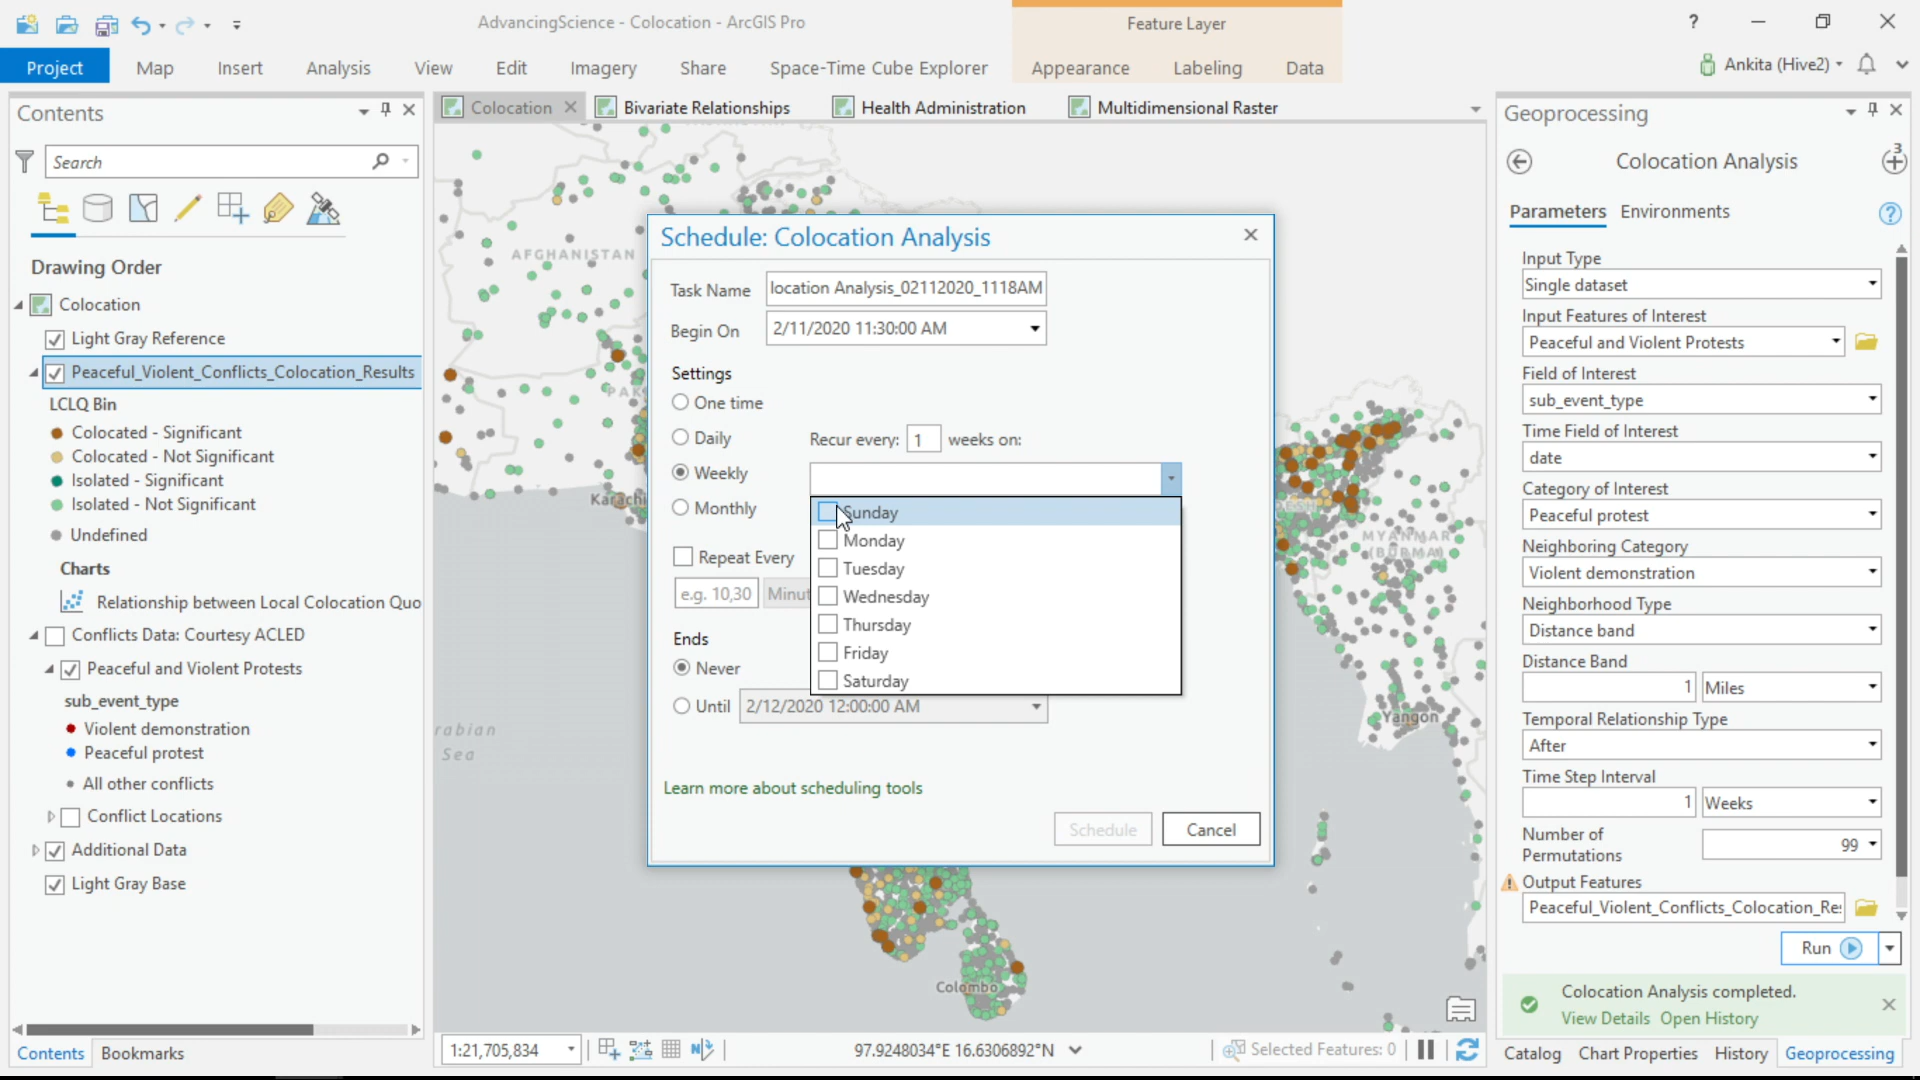 AdvancingScience - Colocation - ArcGIS Pro
Feature Layer
?
Project
Map
Insert
Analysis
View
Edit
Imagery
Share
Space-Time Cube Explorer
Appearance
Labeling
Data
Ankita (Hive2)
Contents
Search
Drawing Order
Colocation
Light Gray Reference
Peaceful_Violent_Conflicts_Colocation_Results
LCLQ Bin
Colocated - Significant
Colocated - Not Significant
Isolated - Significant
Isolated - Not Significant
Undefined
Charts
Relationship between Local Colocation Quo
Conflicts Data: Courtesy ACLED
Peaceful and Violent Protests
sub_event_type
Violent demonstration
Peaceful protest
All other conflicts
Conflict Locations
Additional Data
Light Gray Base
Contents
Bookmarks
Colocation
Bivariate Relationships
Health Administration
Multidimensional Raster
AFGHANISTAN
PAK
Karachi
rabian
Sea
MYANMAR
(BURMA)
Yangon
Colombo
Schedule: Colocation Analysis
Task Name
location Analysis_02112020_1118AM
Begin On
2/11/2020 11:30:00 AM
Settings
One time
Daily
Recur every: 1 weeks on:
Weekly
Monthly
Sunday
Monday
Tuesday
Wednesday
Thursday
Friday
Saturday
Repeat Every
e.g. 10,30
Minut
Ends
Never
Until
2/12/2020 12:00:00 AM
Learn more about scheduling tools
Schedule
Cancel
1:21,705,834
97.9248034°E 16.6306892°N
Selected Features: 0
Geoprocessing
Colocation Analysis
3
Parameters
Environments
?
Input Type
Single dataset
Input Features of Interest
Peaceful and Violent Protests
Field of Interest
sub_event_type
Time Field of Interest
date
Category of Interest
Peaceful protest
Neighboring Category
Violent demonstration
Neighborhood Type
Distance band
Distance Band
1
Miles
Temporal Relationship Type
After
Time Step Interval
1
Weeks
Number of
Permutations
99
Output Features
Peaceful_Violent_Conflicts_Colocation_Re
Run
Colocation Analysis completed.
View Details Open History
Catalog
Chart Properties
History
Geoprocessing